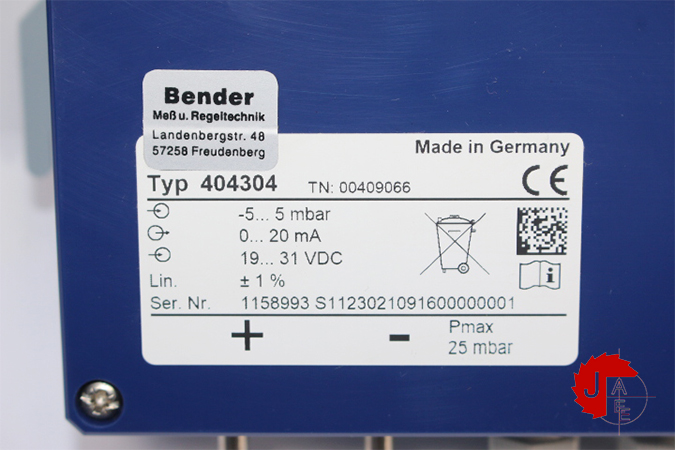 Bender
Meß u. Regeltechnik
Landenbergstr. 48
57258 Freudenberg
Made in Germany
Typ 404304 TN: 00409066
CE
-5... 5 mbar
0... 20 mA
19... 31 VDC
Lin. ± 1 %
Ser. Nr. 1158993 S1123021091600000001
+ - Pmax
25 mbar
J A E E